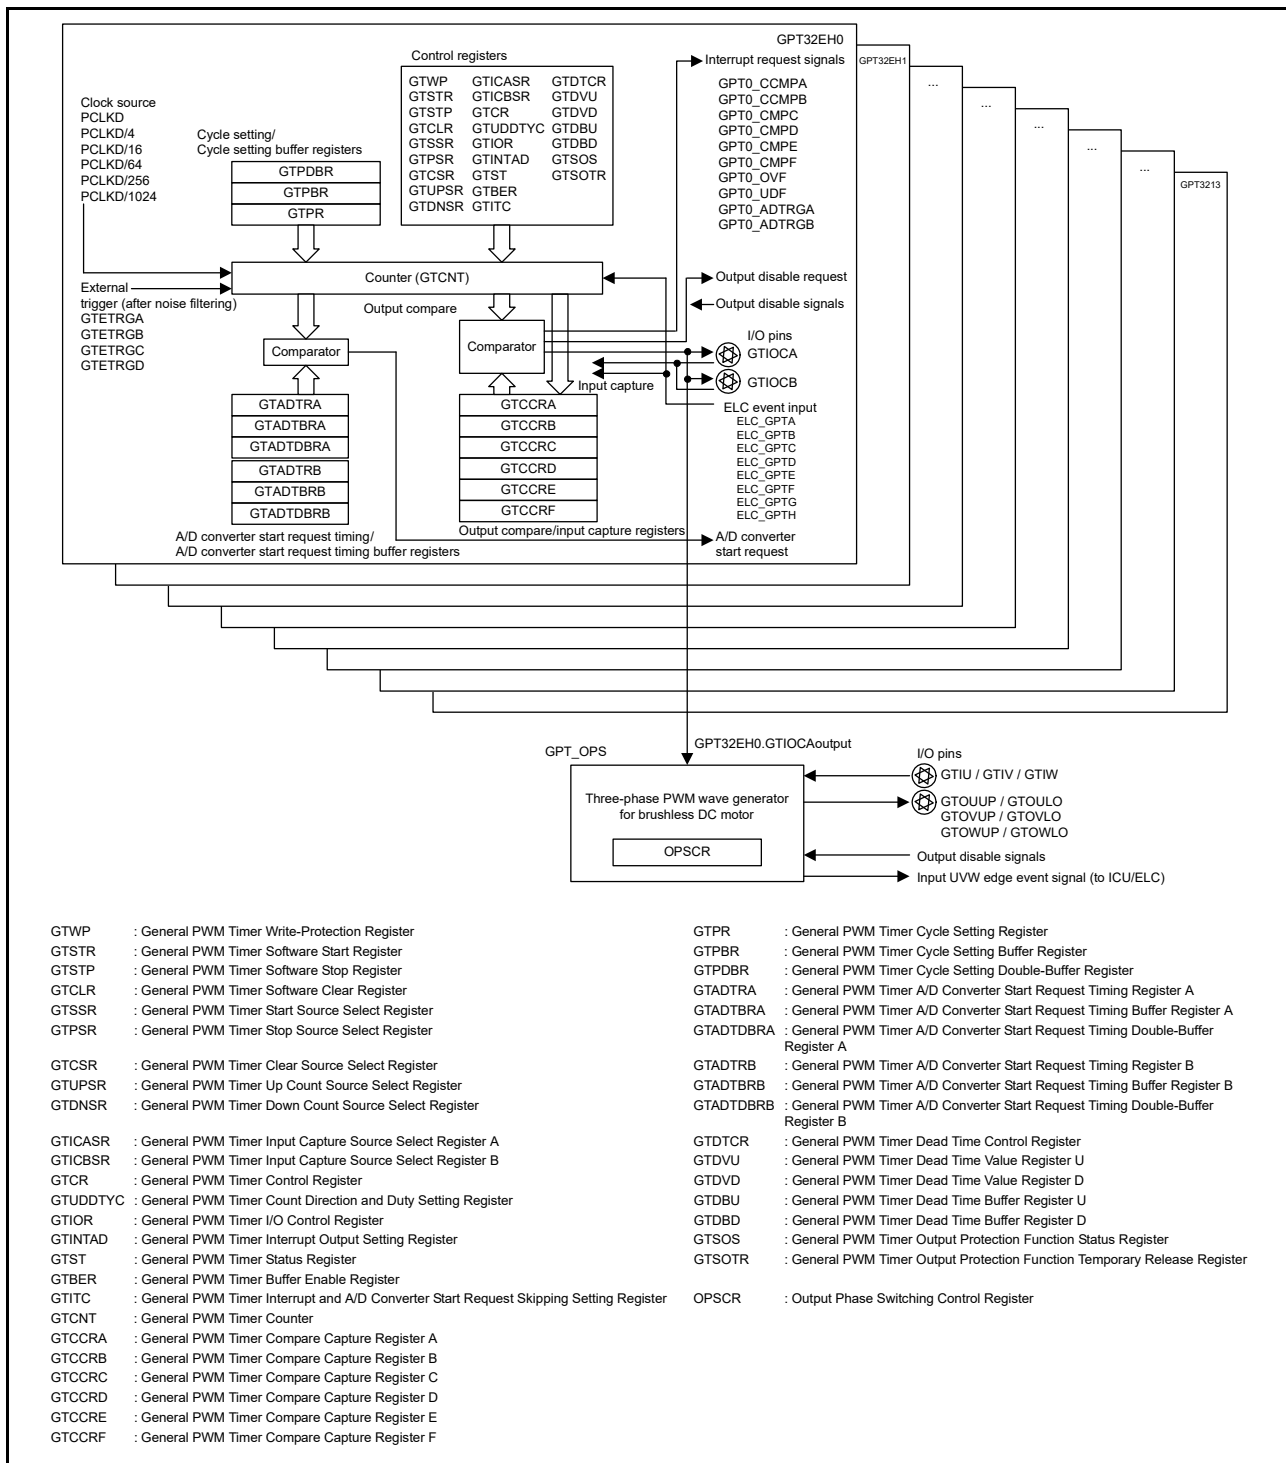 GPT32EH0
GPT32EH1
...
...
...
...
...
GPT3213
Control registers
GTWP GTICASR GTDTCR
GTSTR GTICBSR GTDVU
GTSTP GTCR GTDVD
GTCLR GTUDDTYC GTDBU
GTSSR GTIOR GTDBD
GTPSR GTINTAD GTSOS
GTCSR GTST GTSOTR
GTUPSR GTBER
GTDNSR GTITC
Interrupt request signals
GPT0_CCMPA
GPT0_CCMPB
GPT0_CMPC
GPT0_CMPD
GPT0_CMPE
GPT0_CMPF
GPT0_OVF
GPT0_UDF
GPT0_ADTRGA
GPT0_ADTRGB
Clock source
PCLKD
PCLKD/4
PCLKD/16
PCLKD/64
PCLKD/256
PCLKD/1024
Cycle setting/
Cycle setting buffer registers
GTPDBR
GTPBR
GTPR
Counter (GTCNT)
Output disable request
Output disable signals
External
trigger (after noise filtering)
GTETRGA
GTETRGB
GTETRGC
GTETRGD
Output compare
Comparator
Comparator
I/O pins
GTIOCA
GTIOCB
Input capture
GTADTRA
GTADTBRA
GTADTDBRA
GTADTRB
GTADTBRB
GTADTDBRB
GTCCRA
GTCCRB
GTCCRC
GTCCRD
GTCCRE
GTCCRF
ELC event input
ELC_GPTA
ELC_GPTB
ELC_GPTC
ELC_GPTD
ELC_GPTE
ELC_GPTF
ELC_GPTG
ELC_GPTH
Output compare/input capture registers
A/D converter start request timing/
A/D converter start request timing buffer registers
A/D converter
start request
GPT_OPS
GPT32EH0.GTIOCAoutput
Three-phase PWM wave generator
for brushless DC motor
OPSCR
I/O pins
GTIU / GTIV / GTIW
GTOUUP / GTOULO
GTOVUP / GTOVLO
GTOWUP / GTOWLO
Output disable signals
Input UVW edge event signal (to ICU/ELC)
GTWP : General PWM Timer Write-Protection Register
GTSTR : General PWM Timer Software Start Register
GTSTP : General PWM Timer Software Stop Register
GTCLR : General PWM Timer Software Clear Register
GTSSR : General PWM Timer Start Source Select Register
GTPSR : General PWM Timer Stop Source Select Register
GTCSR : General PWM Timer Clear Source Select Register
GTUPSR : General PWM Timer Up Count Source Select Register
GTDNSR : General PWM Timer Down Count Source Select Register
GTICASR : General PWM Timer Input Capture Source Select Register A
GTICBSR : General PWM Timer Input Capture Source Select Register B
GTCR : General PWM Timer Control Register
GTUDDTYC : General PWM Timer Count Direction and Duty Setting Register
GTIOR : General PWM Timer I/O Control Register
GTINTAD : General PWM Timer Interrupt Output Setting Register
GTST : General PWM Timer Status Register
GTBER : General PWM Timer Buffer Enable Register
GTITC : General PWM Timer Interrupt and A/D Converter Start Request Skipping Setting Register
GTCNT : General PWM Timer Counter
GTCCRA : General PWM Timer Compare Capture Register A
GTCCRB : General PWM Timer Compare Capture Register B
GTCCRC : General PWM Timer Compare Capture Register C
GTCCRD : General PWM Timer Compare Capture Register D
GTCCRE : General PWM Timer Compare Capture Register E
GTCCRF : General PWM Timer Compare Capture Register F
GTPR : General PWM Timer Cycle Setting Register
GTPBR : General PWM Timer Cycle Setting Buffer Register
GTPDBR : General PWM Timer Cycle Setting Double-Buffer Register
GTADTRA : General PWM Timer A/D Converter Start Request Timing Register A
GTADTBRA : General PWM Timer A/D Converter Start Request Timing Buffer Register A
GTADTDBRA : General PWM Timer A/D Converter Start Request Timing Double-Buffer
Register A
GTADTRB : General PWM Timer A/D Converter Start Request Timing Register B
GTADTBRB : General PWM Timer A/D Converter Start Request Timing Buffer Register B
GTADTDBRB : General PWM Timer A/D Converter Start Request Timing Double-Buffer
Register B
GTDTCR : General PWM Timer Dead Time Control Register
GTDVU : General PWM Timer Dead Time Value Register U
GTDVD : General PWM Timer Dead Time Value Register D
GTDBU : General PWM Timer Dead Time Buffer Register U
GTDBD : General PWM Timer Dead Time Buffer Register D
GTSOS : General PWM Timer Output Protection Function Status Register
GTSOTR : General PWM Timer Output Protection Function Temporary Release Register
OPSCR : Output Phase Switching Control Register